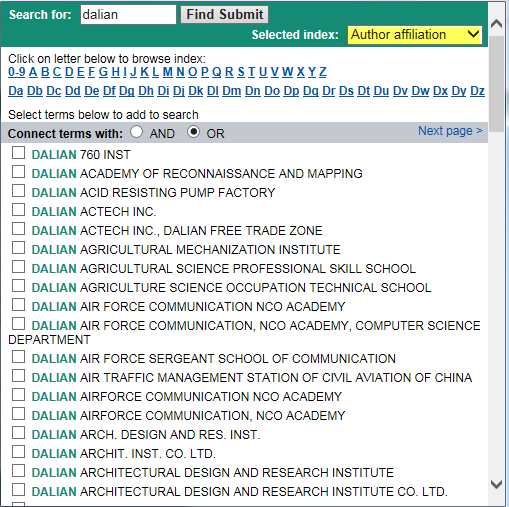 Search for: dalian Find Submit
Selected index: Author affiliation
Click on letter below to browse index:
0-9 A B C D E F G H I J K L M N O P Q R S T U V W X Y Z
Da Db Dc Dd De Df Dg Dh Di Dj Dk Dl Dm Dn Do Dp Dq Dr Ds Dt Du Dv Dw Dx Dy Dz
Select terms below to add to search
Connect terms with: AND OR Next page >
DALIAN 760 INST
DALIAN ACADEMY OF RECONNAISSANCE AND MAPPING
DALIAN ACID RESISTING PUMP FACTORY
DALIAN ACTECH INC.
DALIAN ACTECH INC., DALIAN FREE TRADE ZONE
DALIAN AGRICULTURAL MECHANIZATION INSTITUTE
DALIAN AGRICULTURAL SCIENCE PROFESSIONAL SKILL SCHOOL
DALIAN AGRICULTURE SCIENCE OCCUPATION TECHNICAL SCHOOL
DALIAN AIR FORCE COMMUNICATION NCO ACADEMY
DALIAN AIR FORCE COMMUNICATION, NCO ACADEMY, COMPUTER SCIENCE
DEPARTMENT
DALIAN AIR FORCE SERGEANT SCHOOL OF COMMUNICATION
DALIAN AIR TRAFFIC MANAGEMENT STATION OF CIVIL AVIATION OF CHINA
DALIAN AIRFORCE COMMUNICATION NCO ACADEMY
DALIAN AIRFORCE COMMUNICATION, NCO ACADEMY
DALIAN ARCH. DESIGN AND RES. INST.
DALIAN ARCHIT. INST. CO. LTD.
DALIAN ARCHITECTURAL DESIGN AND RESEARCH INSTITUTE
DALIAN ARCHITECTURAL DESIGN AND RESEARCH INSTITUTE CO. LTD.